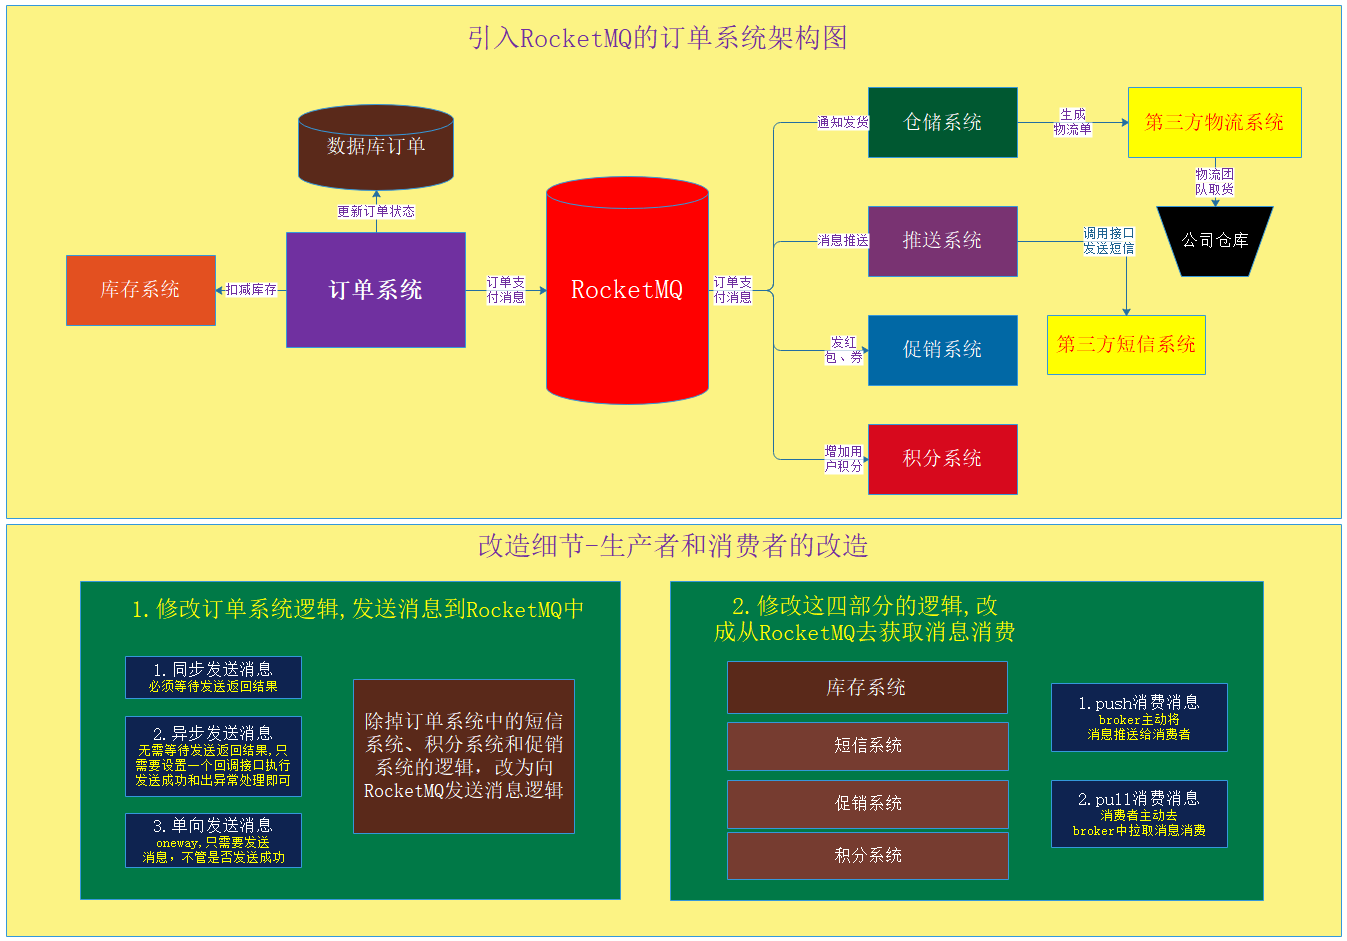 引入RocketMQ的订单系统架构图
数据库订单
更新订单状态
库存系统
扣减库存
订单系统
订单支
付消息
RocketMQ
订单支
付消息
通知发货
仓储系统
生成
物流单
第三方物流系统
物流团
队取货
公司仓库
消息推送
推送系统
调用接口
发送短信
第三方短信系统
发红
包、券
促销系统
增加用
户积分
积分系统
改造细节-生产者和消费者的改造
1.修改订单系统逻辑,发送消息到RocketMQ中
1.同步发送消息
必须等待发送返回结果
2.异步发送消息
无需等待发送返回结果,只
需要设置一个回调接口执行
发送成功和出异常处理即可
3.单向发送消息
oneway,只需要发送
消息，不管是否发送成功
除掉订单系统中的短信
系统、积分系统和促销
系统的逻辑，改为向
RocketMQ发送消息逻辑
2.修改这四部分的逻辑,改
成从RocketMQ去获取消息消费
库存系统
短信系统
促销系统
积分系统
1.push消费消息
broker主动将
消息推送给消费者
2.pull消费消息
消费者主动去
broker中拉取消息消费